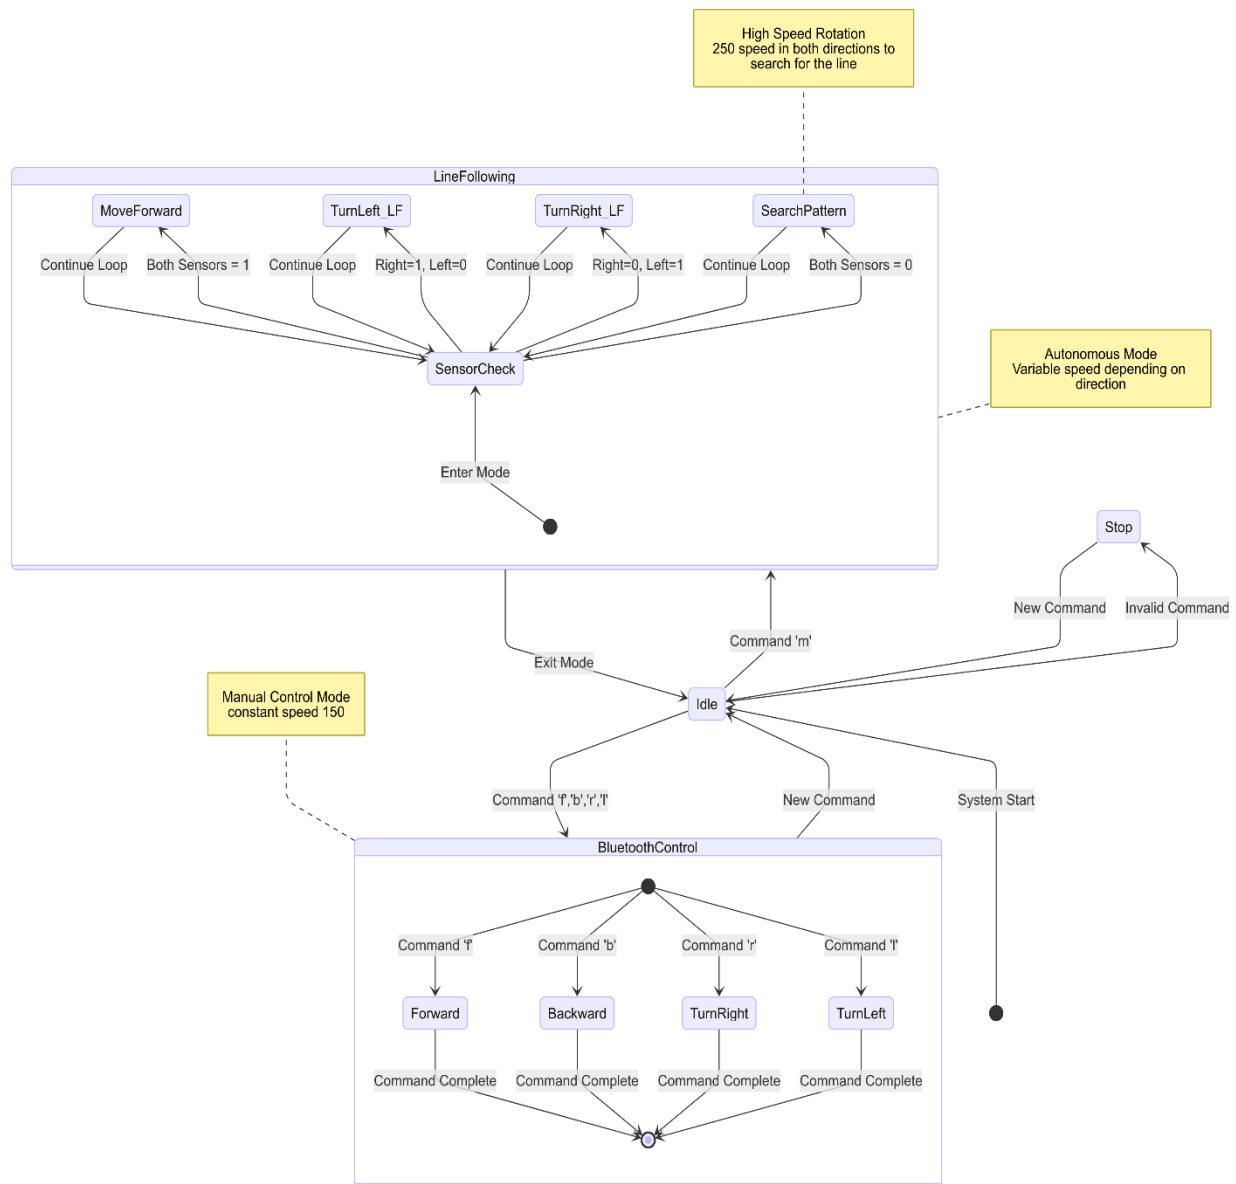 High Speed Rotation
250 speed in both directions to
search for the line
LineFollowing
MoveForward
TurnLeft_LF
TurnRight_LF
SearchPattern
Continue Loop
Both Sensors = 1
Continue Loop
Right=1, Left=0
Continue Loop
Right=0, Left=1
Continue Loop
Both Sensors = 0
SensorCheck
Autonomous Mode
Variable speed depending on
direction
Enter Mode
Stop
New Command
Invalid Command
Command 'm'
Exit Mode
Manual Control Mode
constant speed 150
Idle
Command 'f','b','r','l'
New Command
System Start
BluetoothControl
Command 'f'
Command 'b'
Command 'r'
Command 'l'
Forward
Backward
TurnRight
TurnLeft
Command Complete
Command Complete
Command Complete
Command Complete